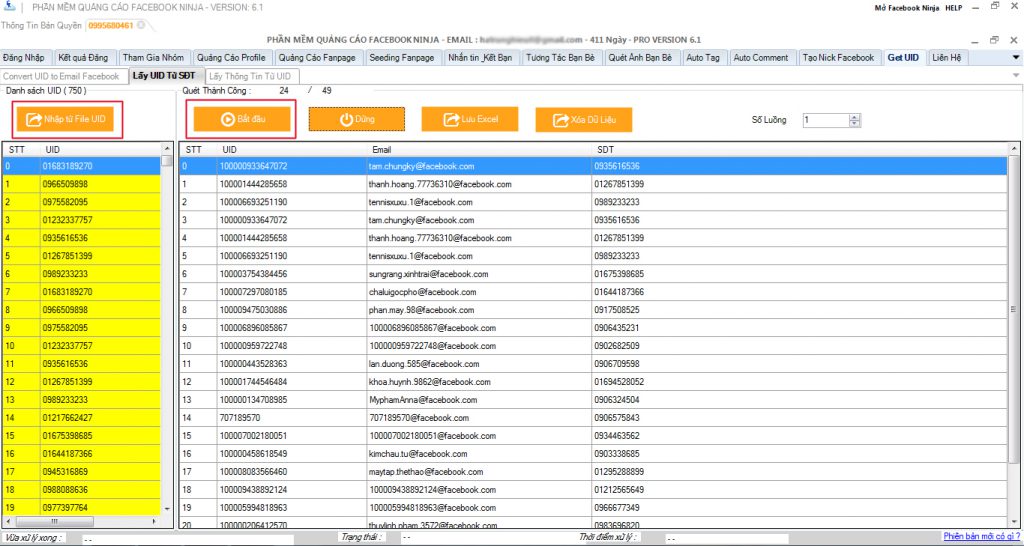 PHẦN MỀM QUẢNG CÁO FACEBOOK NINJA - VERSION: 6.1 Mở Facebook Ninja HELP
Thông Tin Bản Quyền 0995680461
PHẦN MỀM QUẢNG CÁO FACEBOOK NINJA - EMAIL : - 411 Ngày - PRO VERSION 6.1
Đăng Nhập Kết quả Đăng Tham Gia Nhóm Quảng Cáo Profile Quảng Cáo Fanpage Seeding Fanpage Nhắn tin _Kết Bạn Tương Tác Bạn Bè Quét Ảnh Bạn Bè Auto Tag Auto Comment Tạo Nick Facebook Get UID Liên Hệ
Convert UID to Email Facebook Lấy UID Từ SĐT Lấy Thông Tin Từ UID
Danh sách UID ( 750 ) Quét Thành Công : 24 / 49
Nhập từ File UID Bắt đầu Dừng Lưu Excel Xóa Dữ Liệu Số Luồng 1
STT UID STT UID Email SDT
0 01683189270 0 100000933647072 tam.chungky@facebook.com 0935616536
1 0966509898 1 100001444285658 thanh.hoang.77736310@facebook.com 01267851399
2 0975582095 2 100006693251190 tennisxuxu.1@facebook.com 0989233233
3 01232337757 3 100000933647072 tam.chungky@facebook.com 0935616536
4 0935616536 4 100001444285658 thanh.hoang.77736310@facebook.com 01267851399
5 01267851399 5 100006693251190 tennisxuxu.1@facebook.com 0989233233
6 0989233233 6 100003754384456 sungrang.xinhtrai@facebook.com 01675398685
7 0989233233 7 100007297080185 chaluigocpho@facebook.com 01644187366
8 0966509898 8 100009475030886 phan.may.98@facebook.com 0917508525
9 0975582095 9 100006896085867 100006896085867@facebook.com 0906435231
10 01232337757 10 100000959722748 100000959722748@facebook.com 0902682509
11 0935616536 11 100000443528363 lan.duong.585@facebook.com 0906709598
12 01267851399 12 100001744546484 khoa.huynh.9862@facebook.com 01694528052
13 0989233233 13 100000134708985 MyphamAnna@facebook.com 0906324504
14 01217662427 14 707189570 707189570@facebook.com 0906575843
15 01675398685 15 100007002180051 100007002180051@facebook.com 0934463562
16 01644187366 16 100000458618549 kimchau.tu@facebook.com 0903338685
17 0945316869 17 100008083566460 maytap.thethao@facebook.com 01295288899
18 0988088636 18 100009438892124 100009438892124@facebook.com 01212565649
19 0977397764 19 100005994818963 100005994818963@facebook.com 0966677349
20 100000206412570 thuylinh.pham.3572@facebook.com 0983696820
Vừa xử lý xong : - - Trạng thái : - - Thời điểm xử lý : - - Phiên bản mới có gì ?